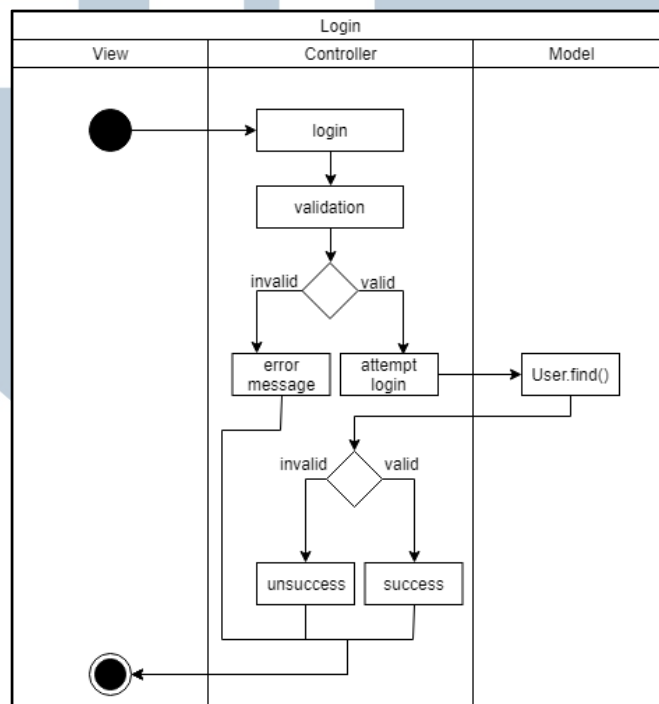 Login
View
Controller
Model
login
validation
invalid
valid
error
message
attempt
login
User.find()
invalid
valid
unsuccess
success